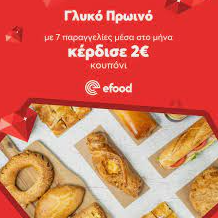 Γλυκό Πρωινό
με 7 παραγγελίες μέσα στο μήνα
κέρδισε 2€
κουπόνι
efood